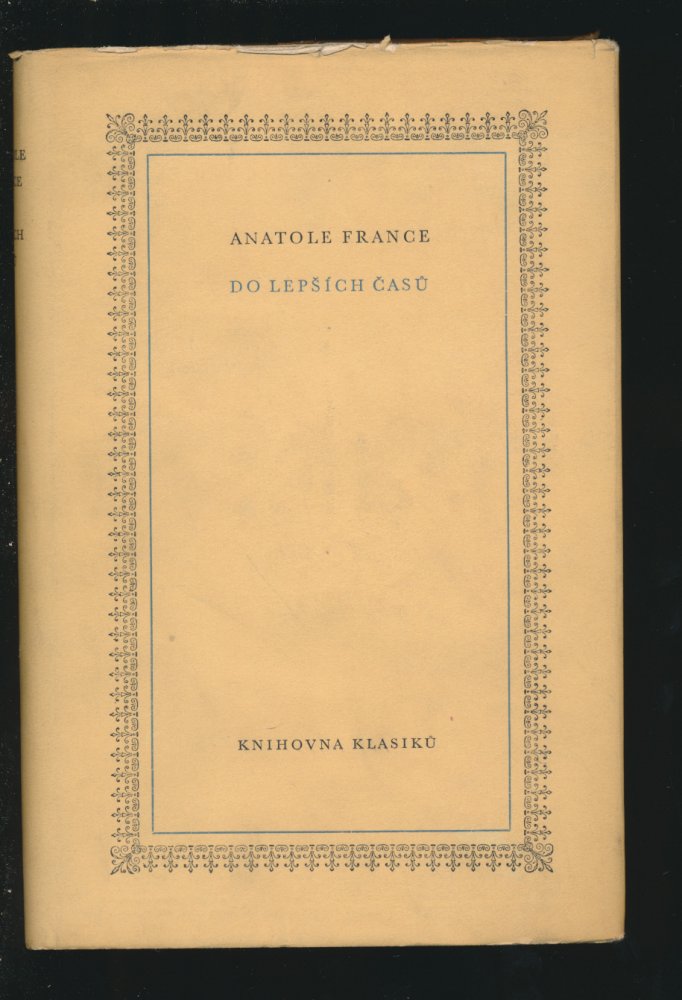 ANATOLE FRANCE
DO LEPŠÍCH ČASŮ
KNIHOVNA KLASIKŮ